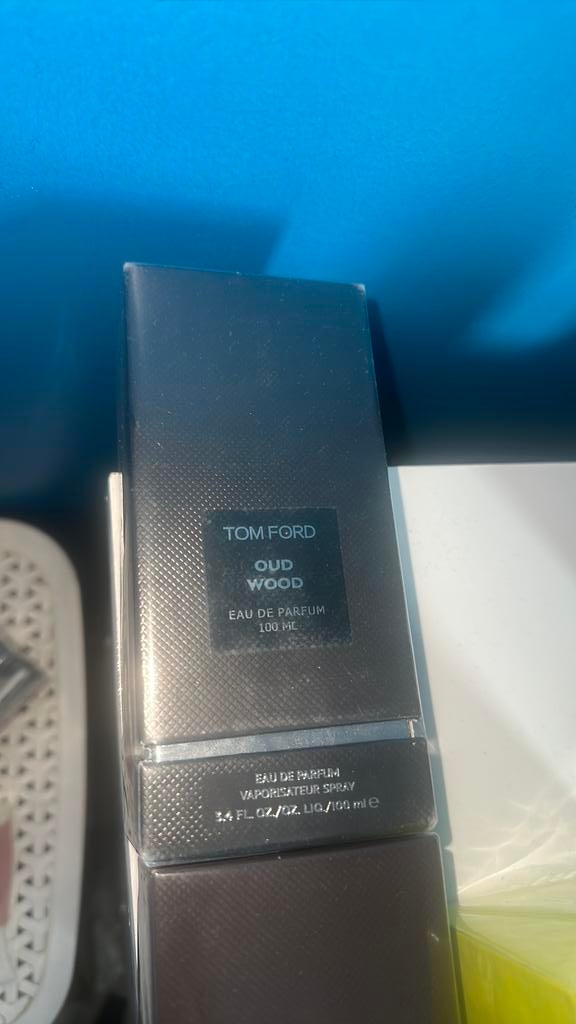 TOM FORD
OUD
WOOD
EAU DE PARFUM
100 ML
EAU DE PARFUM
VAPORISATEUR SPRAY
3.4 FL. OZ./OZ. LIQ./100 ml ℮